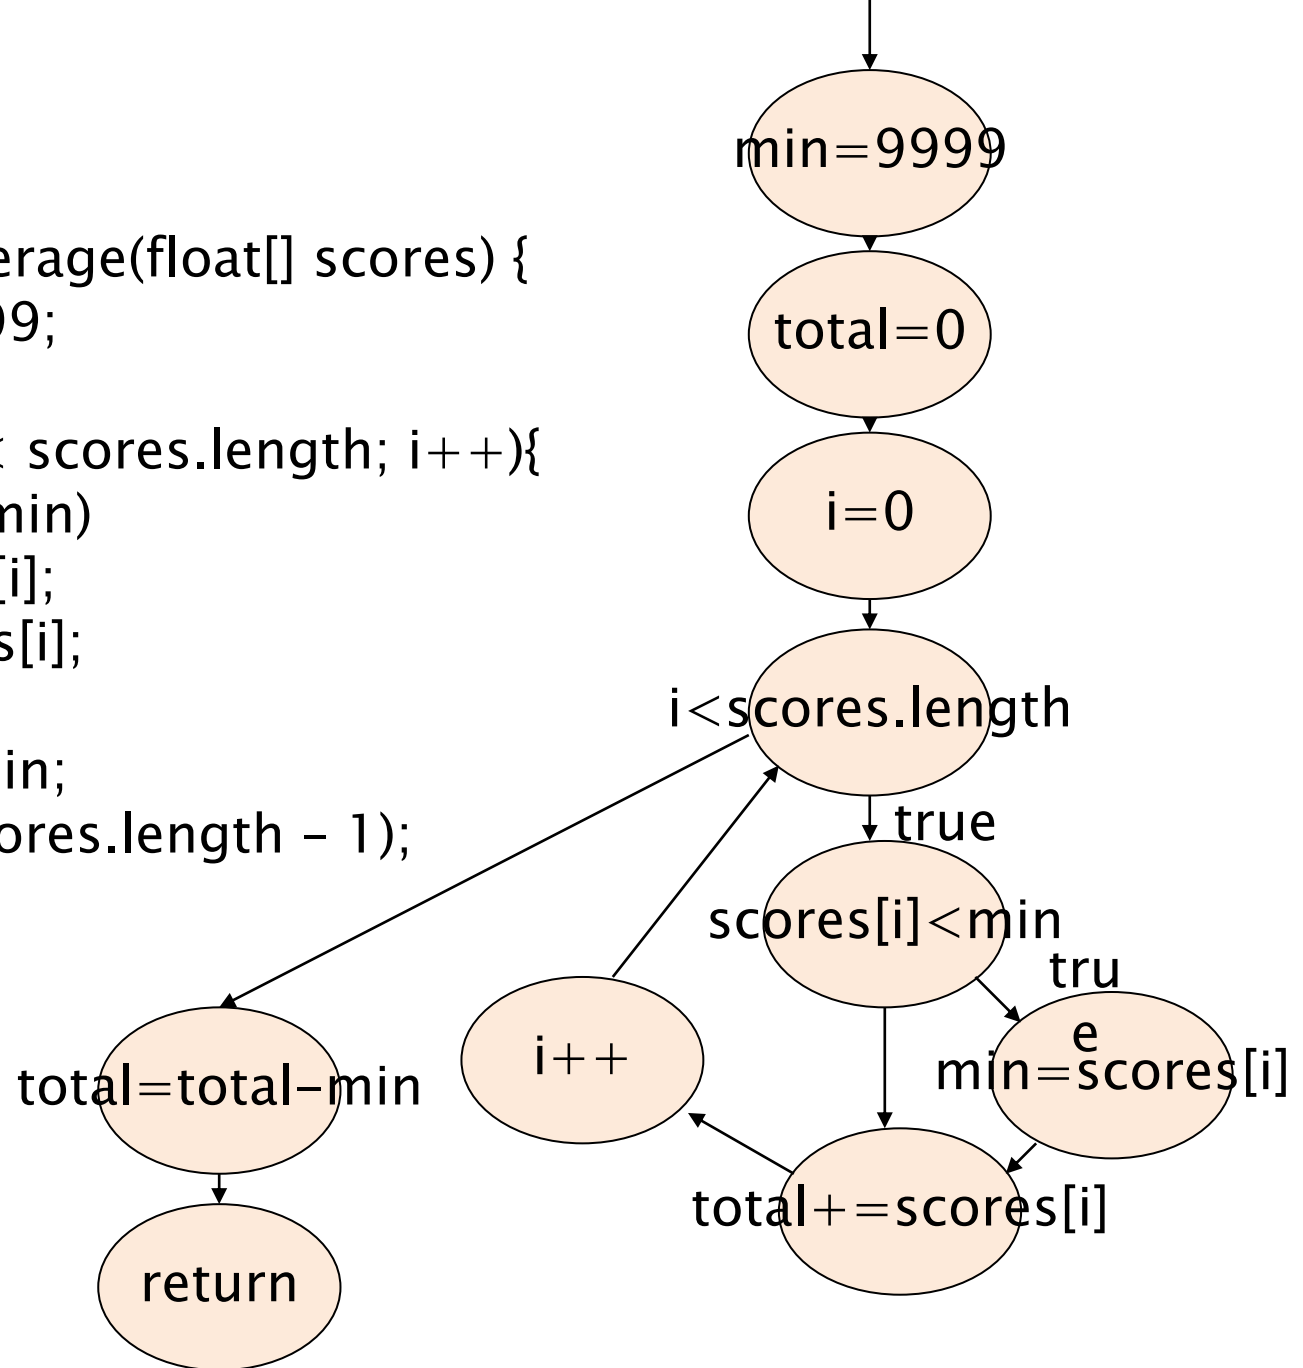 erage(float[] scores) {
99;
< scores.length; i++){
min)
[i];
s[i];
in;
ores.length – 1);
min=9999
total=0
i=0
i<scores.length
true
scores[i]<min
tru
e
min=scores[i]
total+=scores[i]
i++
total=total–min
return